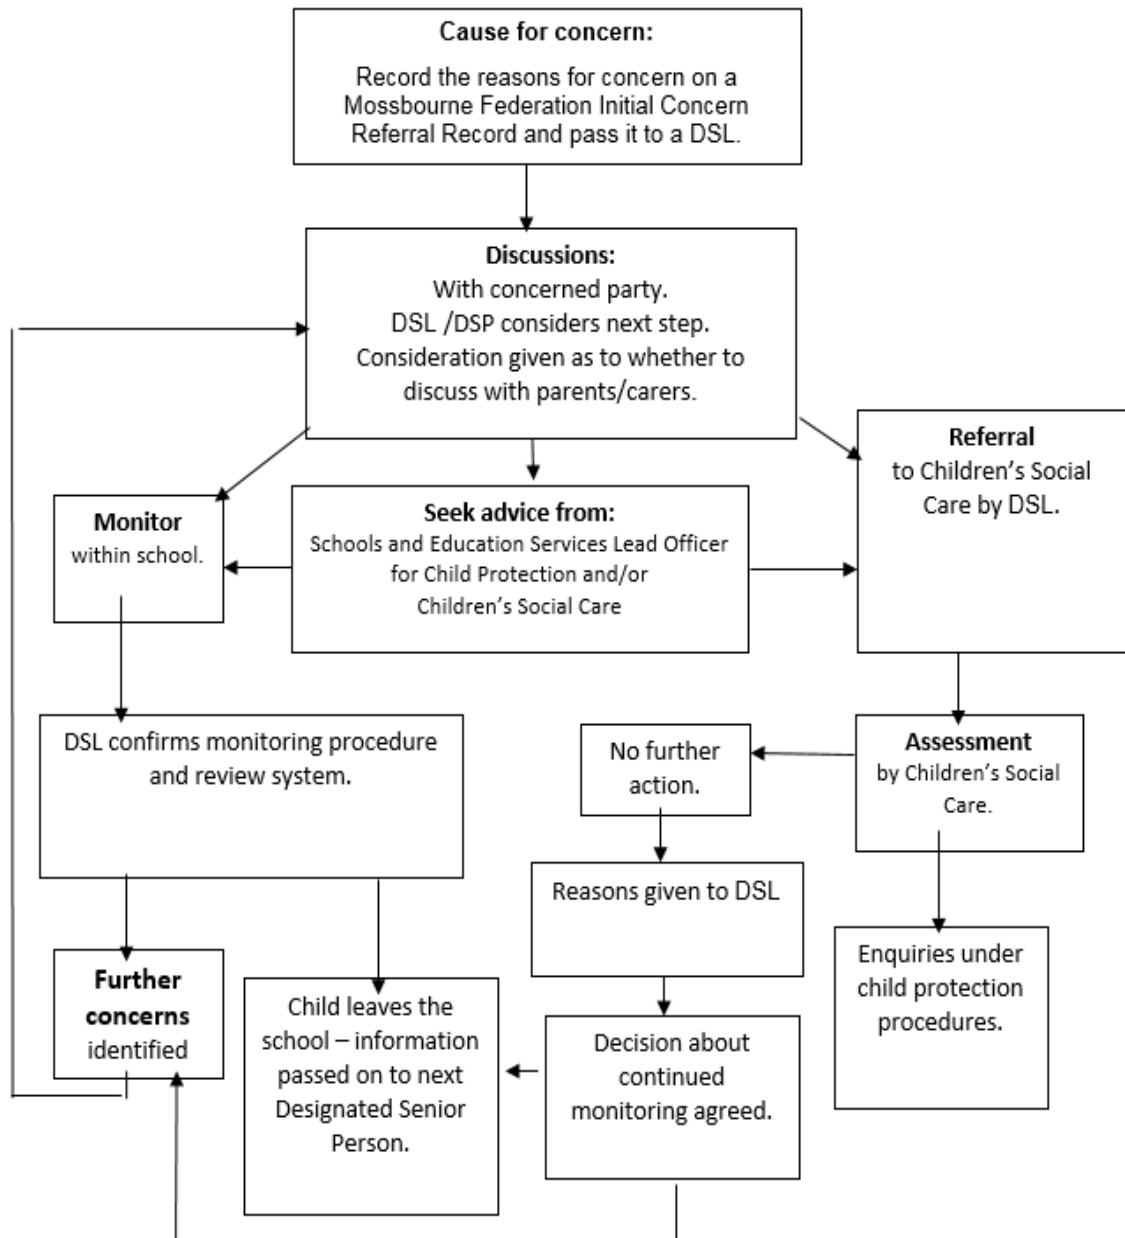 Cause for concern:
Record the reasons for concern on a
Mossbourne Federation Initial Concern
Referral Record and pass it to a DSL.
Discussions:
With concerned party.
DSL /DSP considers next step.
Consideration given as to whether to
discuss with parents/carers.
Referral
to Children's Social
Care by DSL.
Monitor
within school.
Seek advice from:
Schools and Education Services Lead Officer
for Child Protection and/or
Children's Social Care
DSL confirms monitoring procedure
and review system.
No further
action.
Assessment
by Children's Social
Care.
Reasons given to DSL
Enquiries under
child protection
procedures.
Further
concerns
identified
Child leaves the
school – information
passed on to next
Designated Senior
Person.
Decision about
continued
monitoring agreed.